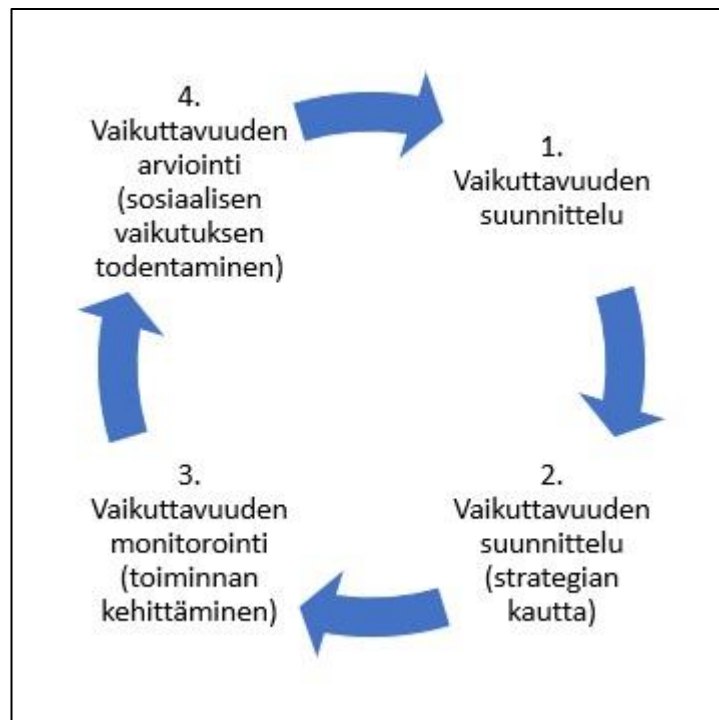 1.
Vaikuttavuuden
suunnittelu
2.
Vaikuttavuuden
suunnittelu
(strategian
kautta)
3.
Vaikuttavuuden
monitorointi
(toiminnan
kehittäminen)
4.
Vaikuttavuuden
arviointi
(sosiaalisen
vaikutuksen
todentaminen)